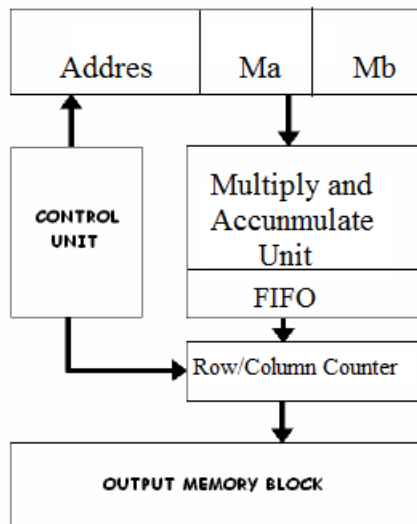 Addres Ma Mb
CONTROL
UNIT
Multiply and
Accunmulate
Unit
FIFO
Row/Column Counter
OUTPUT MEMORY BLOCK